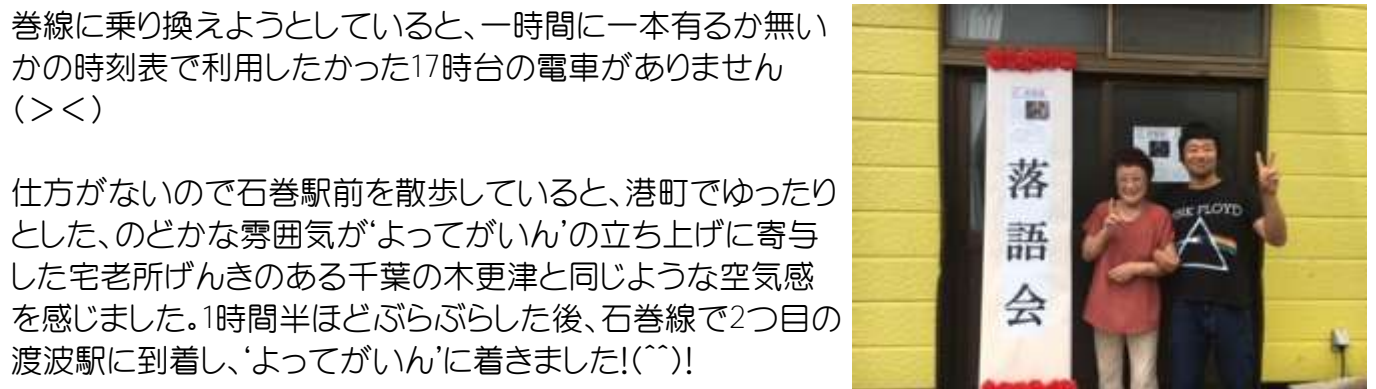 巻線に乗り換えようとしていると、一時間に一本有るか無い
かの時刻表で利用したかった17時台の電車がありません
(＞＜)
仕方がないので石巻駅前を散歩していると、港町でゆったり
とした、のどかな雰囲気が‘よってがいん’の立ち上げに寄与
した宅老所げんきのある千葉の木更津と同じような空気感
を感じました。1時間半ほどぶらぶらした後、石巻線で2つ目の
渡波駅に到着し、‘よってがいん’に着きました!(^^)!
落語会
FLOYD